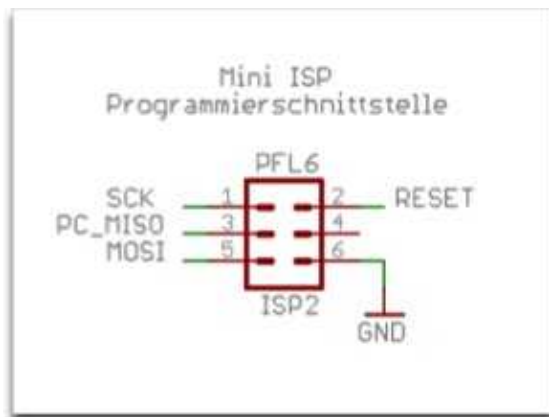 Mini ISP
Programmierschnittstelle
PFL6
SCK 1 2 RESET
PC_MISO 3 4
MOSI 5 6
ISP2
GND